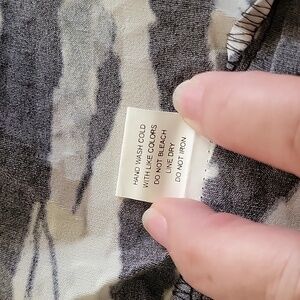 HAND WASH COLD
WITH LIKE COLORS
DO NOT BLEACH
LINE DRY
DO NOT IRON